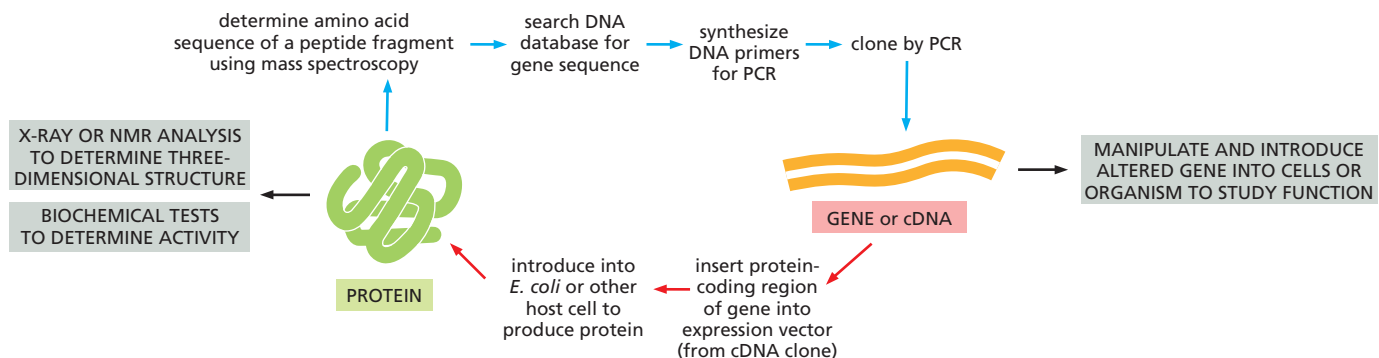 determine amino acid
sequence of a peptide fragment
using mass spectroscopy
search DNA
database for
gene sequence
synthesize
DNA primers
for PCR
clone by PCR
X-RAY OR NMR ANALYSIS
TO DETERMINE THREE-
DIMENSIONAL STRUCTURE
BIOCHEMICAL TESTS
TO DETERMINE ACTIVITY
MANIPULATE AND INTRODUCE
ALTERED GENE INTO CELLS OR
ORGANISM TO STUDY FUNCTION
GENE or cDNA
PROTEIN
introduce into
E. coli or other
host cell to
produce protein
insert protein-
coding region
of gene into
expression vector
(from cDNA clone)